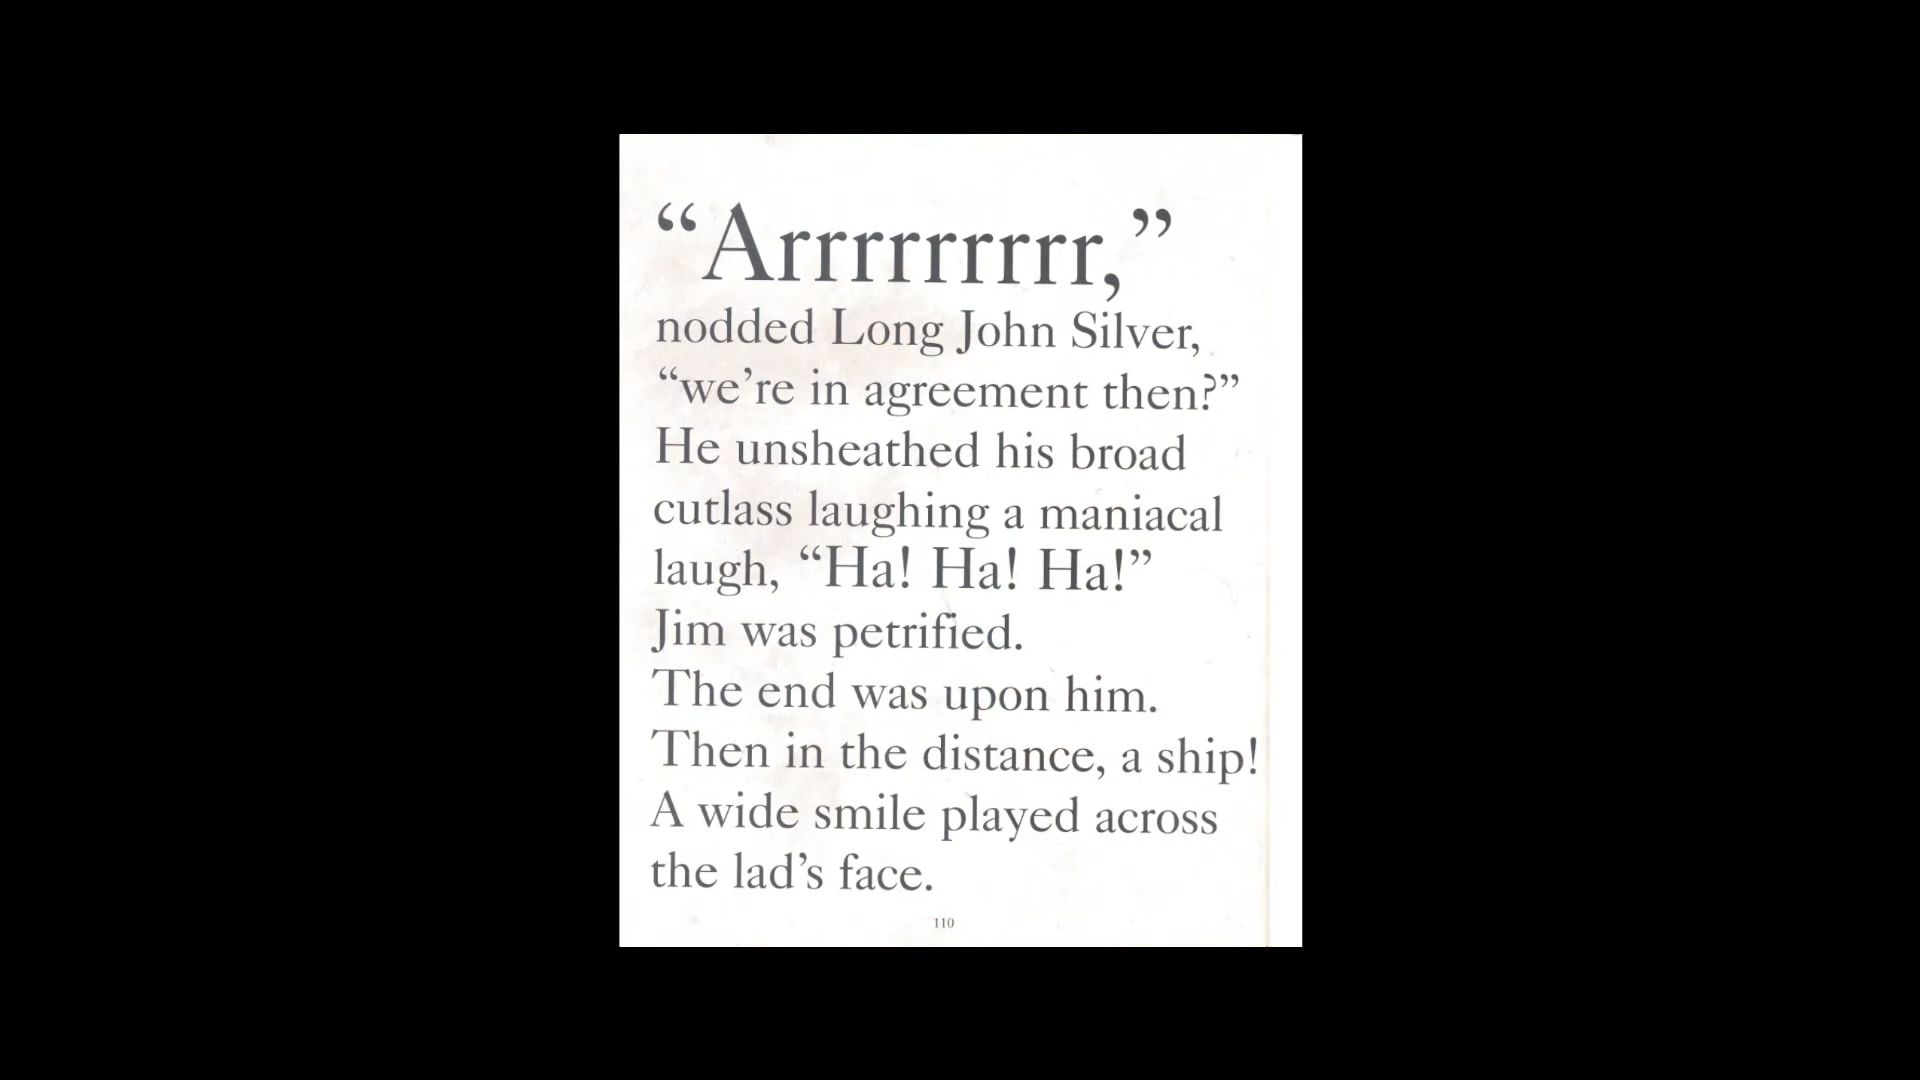 “Arrrrrrrrr,”
nodded Long John Silver,
“we’re in agreement then?”
He unsheathed his broad
cutlass laughing a maniacal
laugh, “Ha! Ha! Ha!”
Jim was petrified.
The end was upon him.
Then in the distance, a ship!
A wide smile played across
the lad’s face.
110